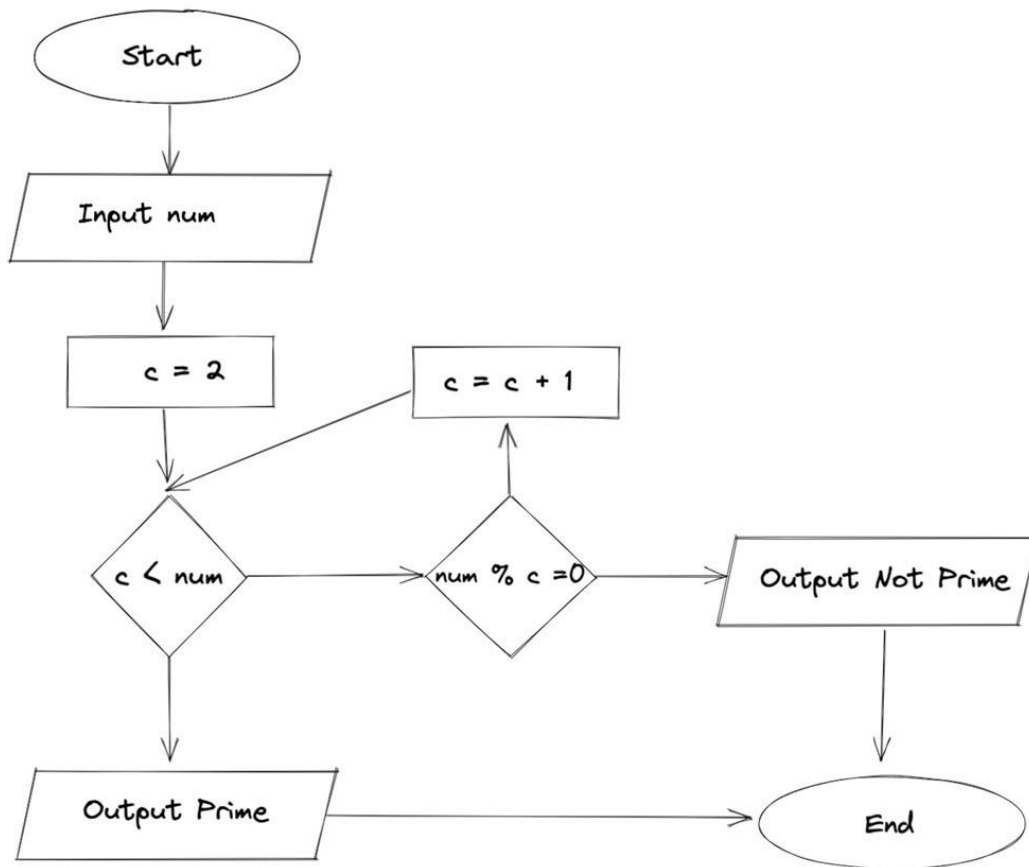 Start
Input num
c = 2
c = c + 1
c < num
num % c =0
Output Not Prime
Output Prime
End